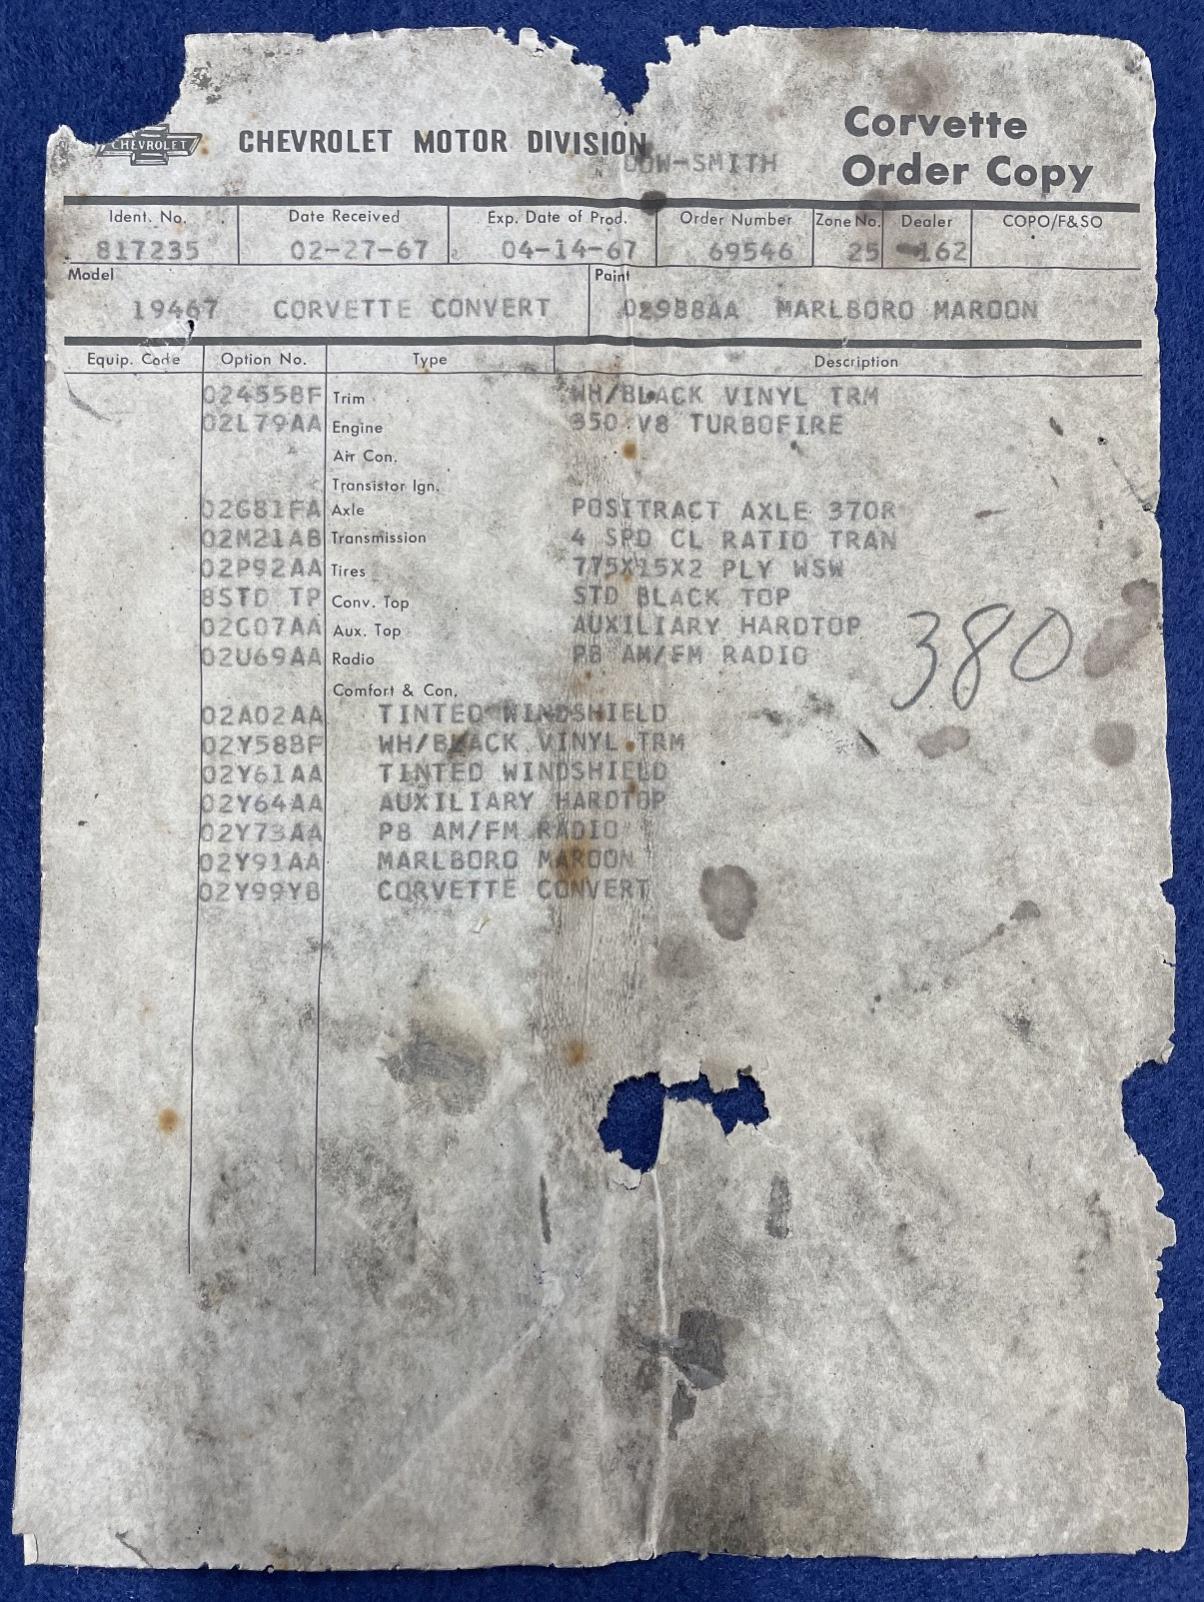 CHEVROLET CHEVROLET MOTOR DIVISION
Corvette
Order Copy
DOW-SMITH
Ident. No. Date Received Exp. Date of Prod. Order Number Zone No. Dealer COPO/F&SO
817235 02-27-67 04-14-67 69546 25 162
Model Paint
19467 CORVETTE CONVERT 02988AA MARLBORO MAROON
Equip. Code Option No. Type Description
02455BF Trim WH/BLACK VINYL TRM
02L79AA Engine 350 V8 TURBOFIRE
Air Con.
Transistor Ign.
02G81FA Axle POSITRACT AXLE 370R
02M21AB Transmission 4 SPD CL RATIO TRAN
02P92AA Tires 775X15X2 PLY WSW
8STD TP Conv. Top STD BLACK TOP
02C07AA Aux. Top AUXILIARY HARDTOP
02U69AA Radio PB AM/FM RADIO
380
Comfort & Con.
02A02AA TINTED WINDSHIELD
02Y58BF WH/BLACK VINYL TRM
02Y61AA TINTED WINDSHIELD
02Y64AA AUXILIARY HARDTOP
02Y73AA PB AM/FM RADIO
02Y91AA MARLBORO MAROON
02Y99YB CORVETTE CONVERT